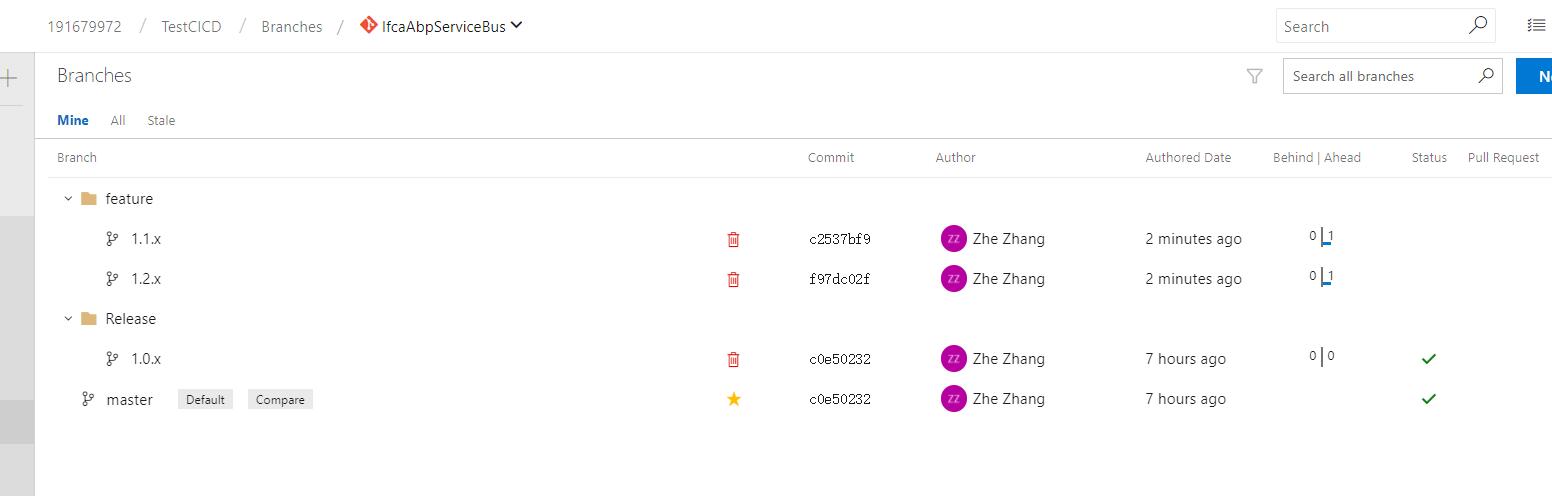 191679972 / TestCICD / Branches / IfcaAbpServiceBus
Search
Branches
Search all branches
Mine All Stale
Branch Commit Author Authored Date Behind | Ahead Status Pull Request
feature
1.1.x c2537bf9 ZZ Zhe Zhang 2 minutes ago 0 | 1
1.2.x f97dc02f ZZ Zhe Zhang 2 minutes ago 0 | 1
Release
1.0.x c0e50232 ZZ Zhe Zhang 7 hours ago 0 | 0
master Default Compare c0e50232 ZZ Zhe Zhang 7 hours ago